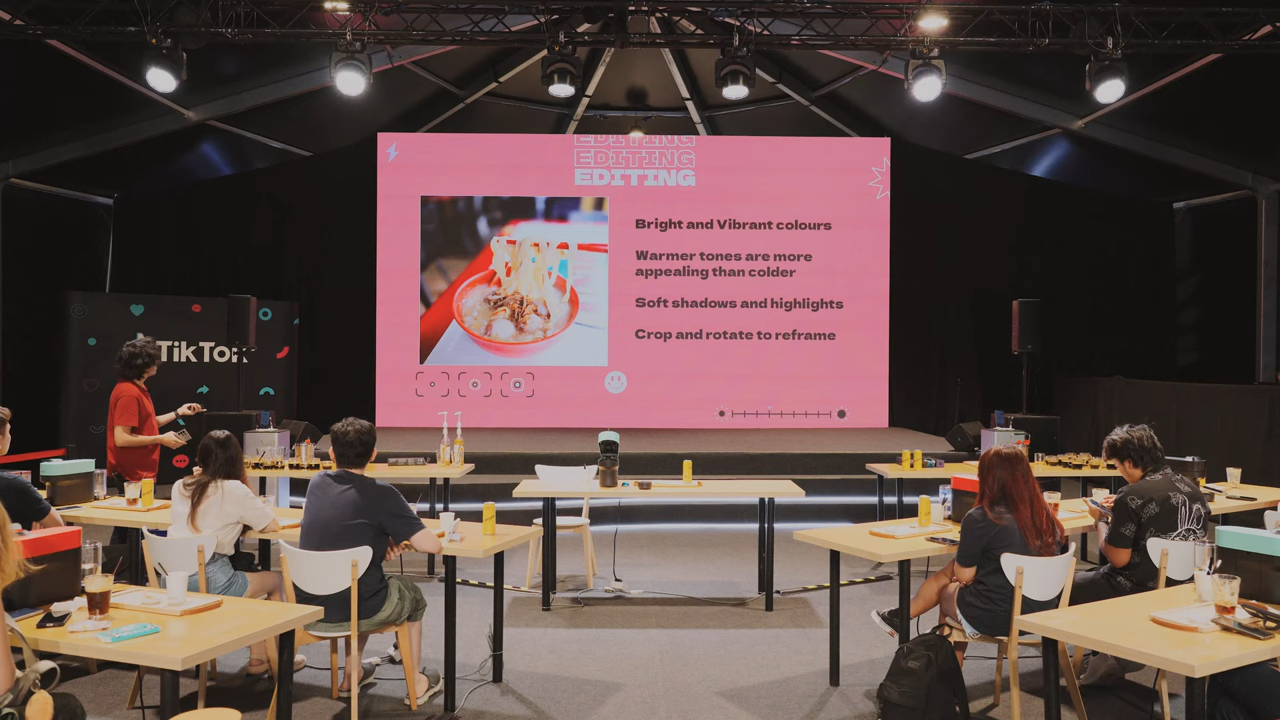 EDITING
EDITING
EDITING
Bright and Vibrant colours
Warmer tones are more
appealing than colder
Soft shadows and highlights
Crop and rotate to reframe
TikTok